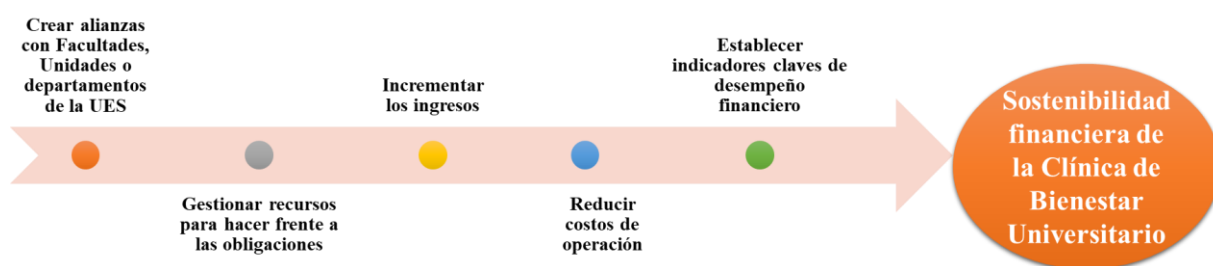 Crear alianzas
con Facultades,
Unidades o
departamentos
de la UES
Gestionar recursos
para hacer frente a
las obligaciones
Incrementar
los ingresos
Reducir
costos de
operación
Establecer
indicadores claves de
desempeño
financiero
Sostenibilidad
financiera de
la Clínica de
Bienestar
Universitario